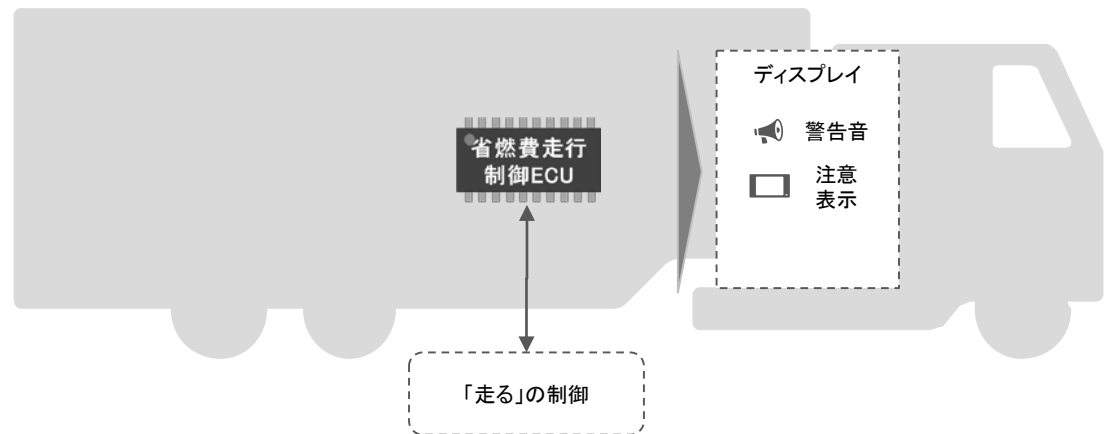 ディスプレイ
警告音
省燃費走行
制御ECU
注意
表示
「走る」の制御